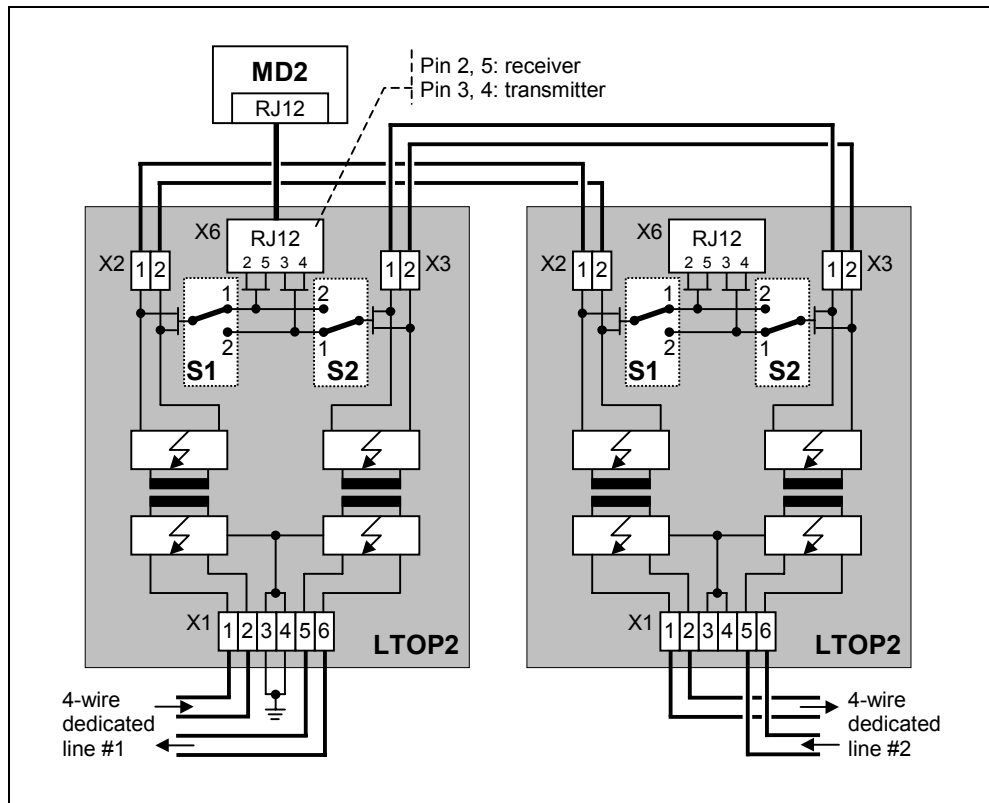 MD2
RJ12
Pin 2, 5: receiver
Pin 3, 4: transmitter
X2
1 2
X6
RJ12
2 5 3 4
1 2
X3
1
2
S1
2
1
S2
X1
1 2 3 4 5 6
LTOP2
4-wire
dedicated
line #1
X2
1 2
X6
RJ12
2 5 3 4
1 2
X3
1
2
S1
2
1
S2
X1
1 2 3 4 5 6
LTOP2
4-wire
dedicated
line #2